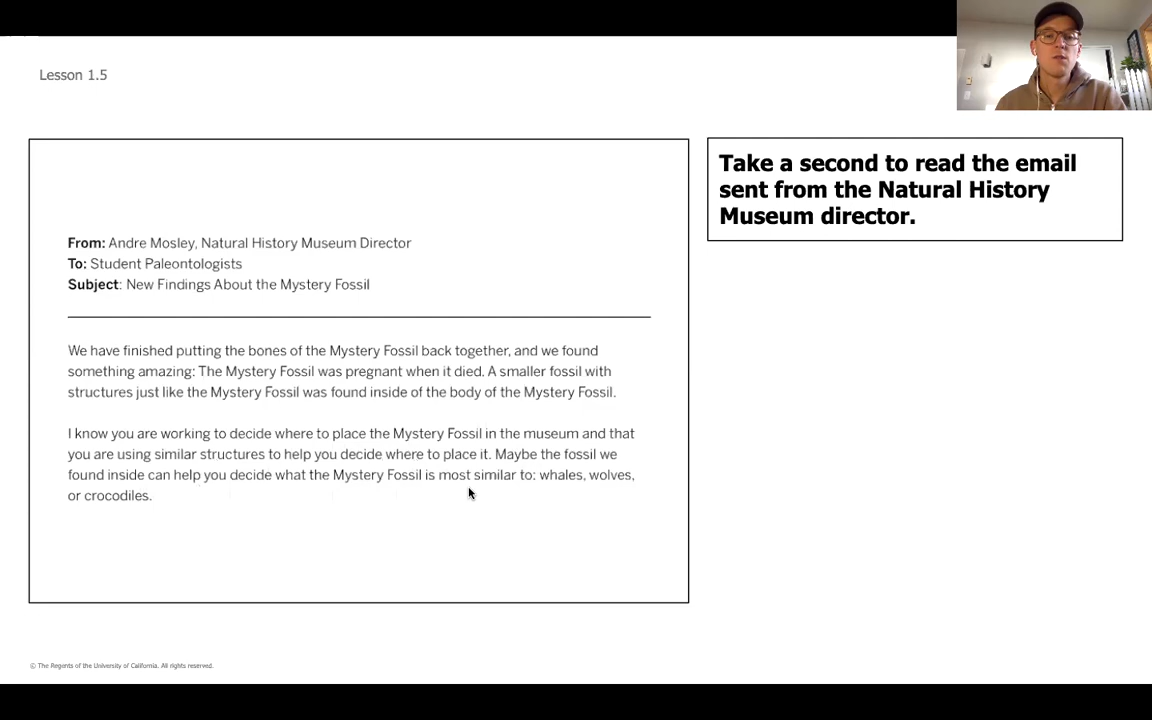 Lesson 1.5
Take a second to read the email
sent from the Natural History
Museum director.
From: Andre Mosley, Natural History Museum Director
To: Student Paleontologists
Subject: New Findings About the Mystery Fossil
We have finished putting the bones of the Mystery Fossil back together, and we found
something amazing: The Mystery Fossil was pregnant when it died. A smaller fossil with
structures just like the Mystery Fossil was found inside of the body of the Mystery Fossil.
I know you are working to decide where to place the Mystery Fossil in the museum and that
you are using similar structures to help you decide where to place it. Maybe the fossil we
found inside can help you decide what the Mystery Fossil is most similar to: whales, wolves,
or crocodiles.
© The Regents of the University of California. All rights reserved.